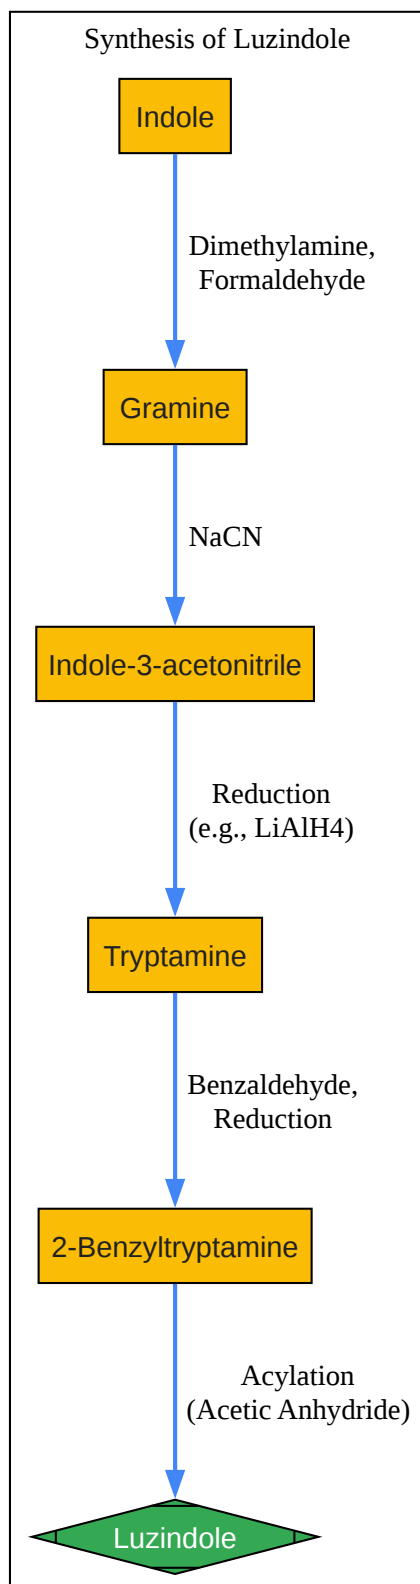 Synthesis of Luzindole
Indole
Dimethylamine,
Formaldehyde
Gramine
NaCN
Indole-3-acetonitrile
Reduction
(e.g., LiAlH4)
Tryptamine
Benzaldehyde,
Reduction
2-Benzyltryptamine
Acylation
(Acetic Anhydride)
Luzindole